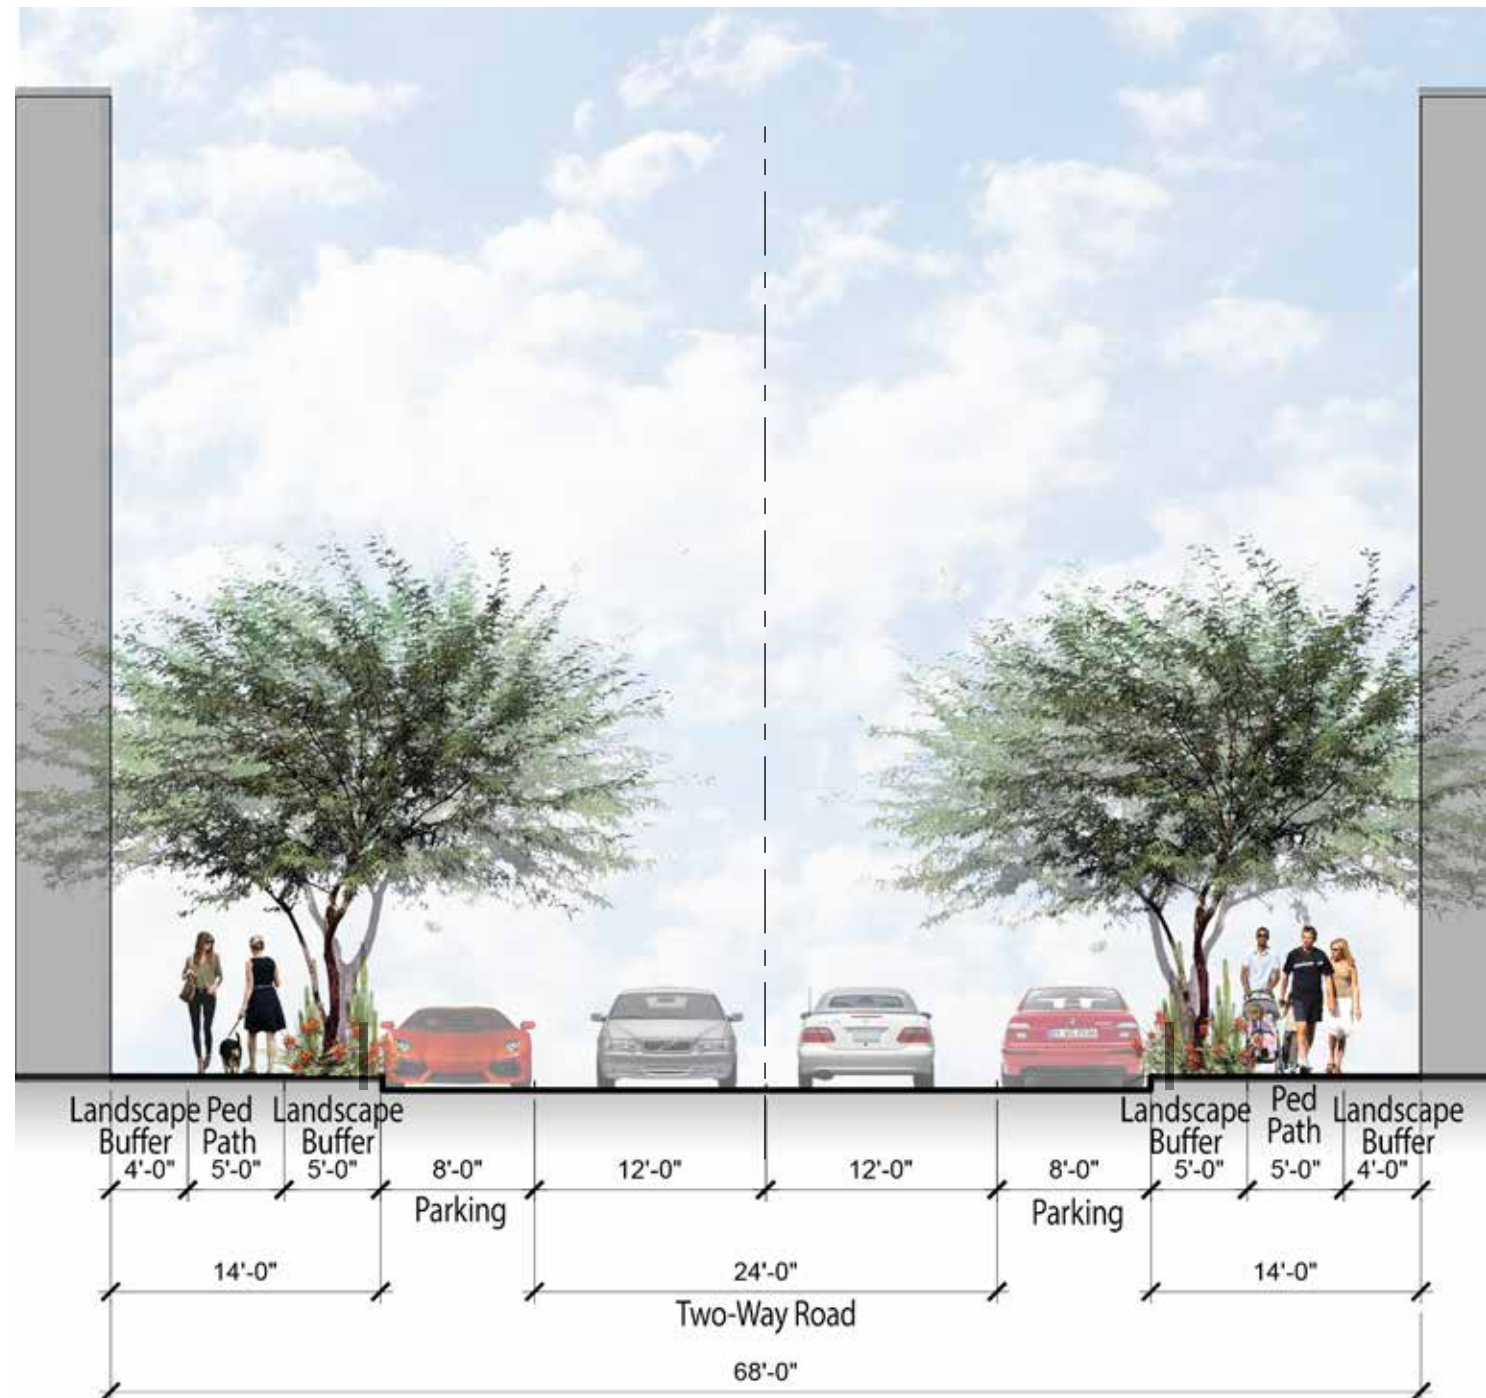 Landscape Ped Landscape
Buffer Path Buffer
4'-0" 5'-0" 5'-0" 8'-0" 12'-0" 12'-0" 8'-0" 5'-0" 5'-0" 4'-0"
Landscape Ped Landscape
Buffer Path Buffer
Parking Parking
14'-0" 24'-0" 14'-0"
Two-Way Road
68'-0"